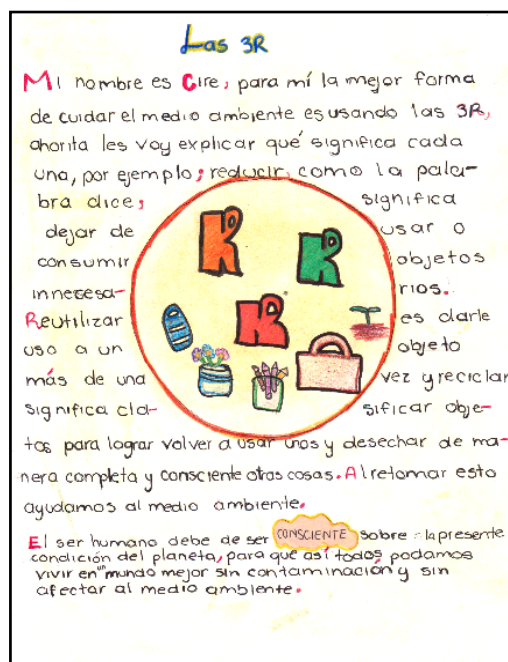 Las 3R
Mi nombre es Cire, para mí la mejor forma
de cuidar el medio ambiente es usando las 3R,
ahorita les voy explicar qué significa cada
una, por ejemplo; reducir, como la pala-
bra dice; significa
dejar de usar o
consumir objetos
innecesa- rios.
Reutilizar es darle
uso a un objeto
más de una vez y reciclar
significa cla- sificar obje-
tos para lograr volver a usar unos y desechar de ma-
nera completa y consciente otras cosas. Al retomar esto
ayudamos al medio ambiente.
El ser humano debe de ser CONSCIENTE sobre la presente
condición del planeta, para que así todos podamos
vivir en un mundo mejor sin contaminación y sin
afectar al medio ambiente.
R R
R